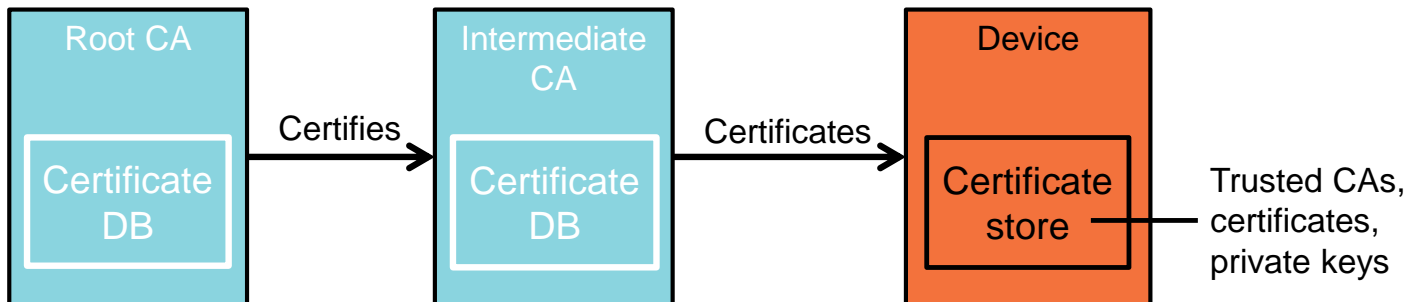 Root CA
Certificate
DB
Certifies
Intermediate
CA
Certificate
DB
Certificates
Device
Certificate
store
Trusted CAs,
certificates,
private keys